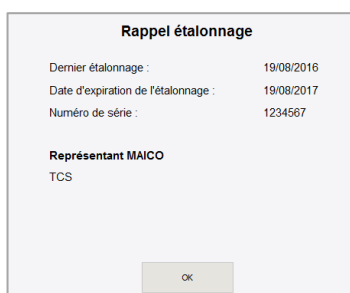 Rappel étalonnage
Dernier étalonnage : 19/08/2016
Date d'expiration de l'étalonnage : 19/08/2017
Numéro de série : 1234567
Représentant MAICO
TCS
OK